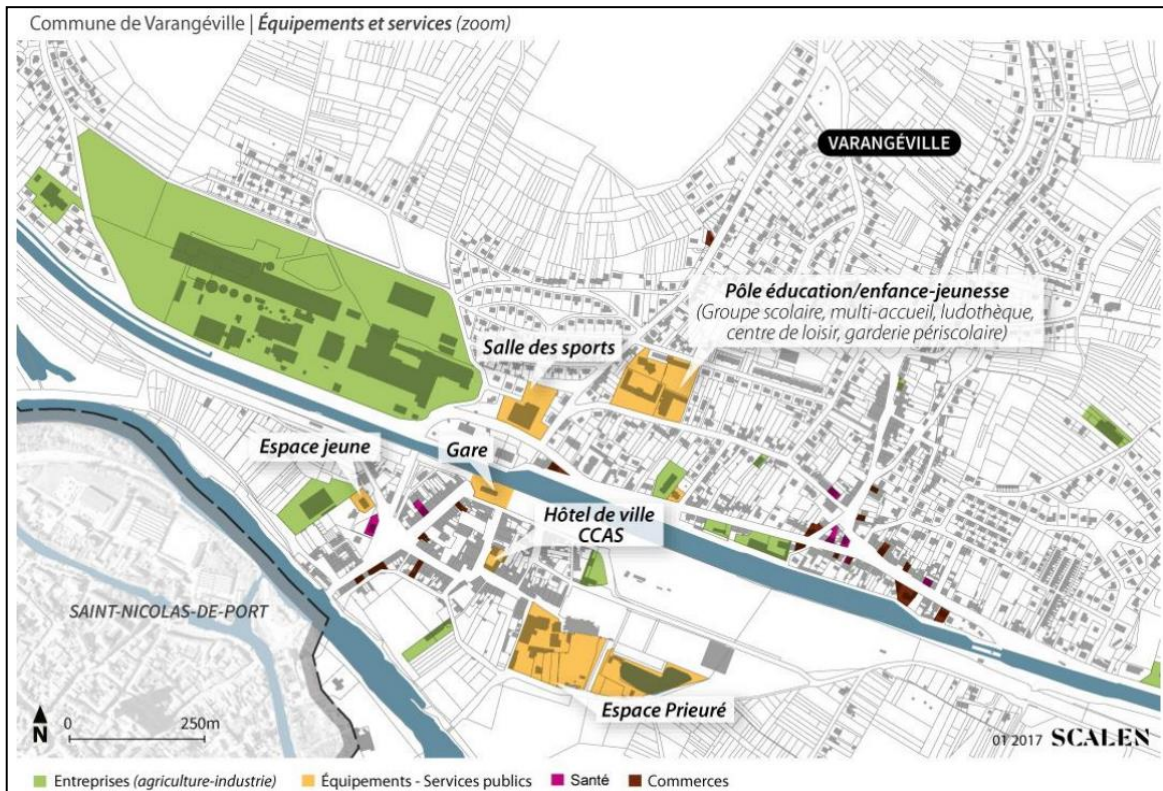 Commune de Varangéville | Équipements et services (zoom)
VARANGÉVILLE
Pôle éducation/enfance-jeunesse
(Groupe scolaire, multi-accueil, ludothèque,
centre de loisir, garderie périscolaire)
Salle des sports
Espace jeune
Gare
Hôtel de ville
CCAS
SAINT-NICOLAS-DE-PORT
Espace Prieuré
N
0 250m
01 2017 SCALEN
Entreprises (agriculture-industrie) Équipements - Services publics Santé Commerces